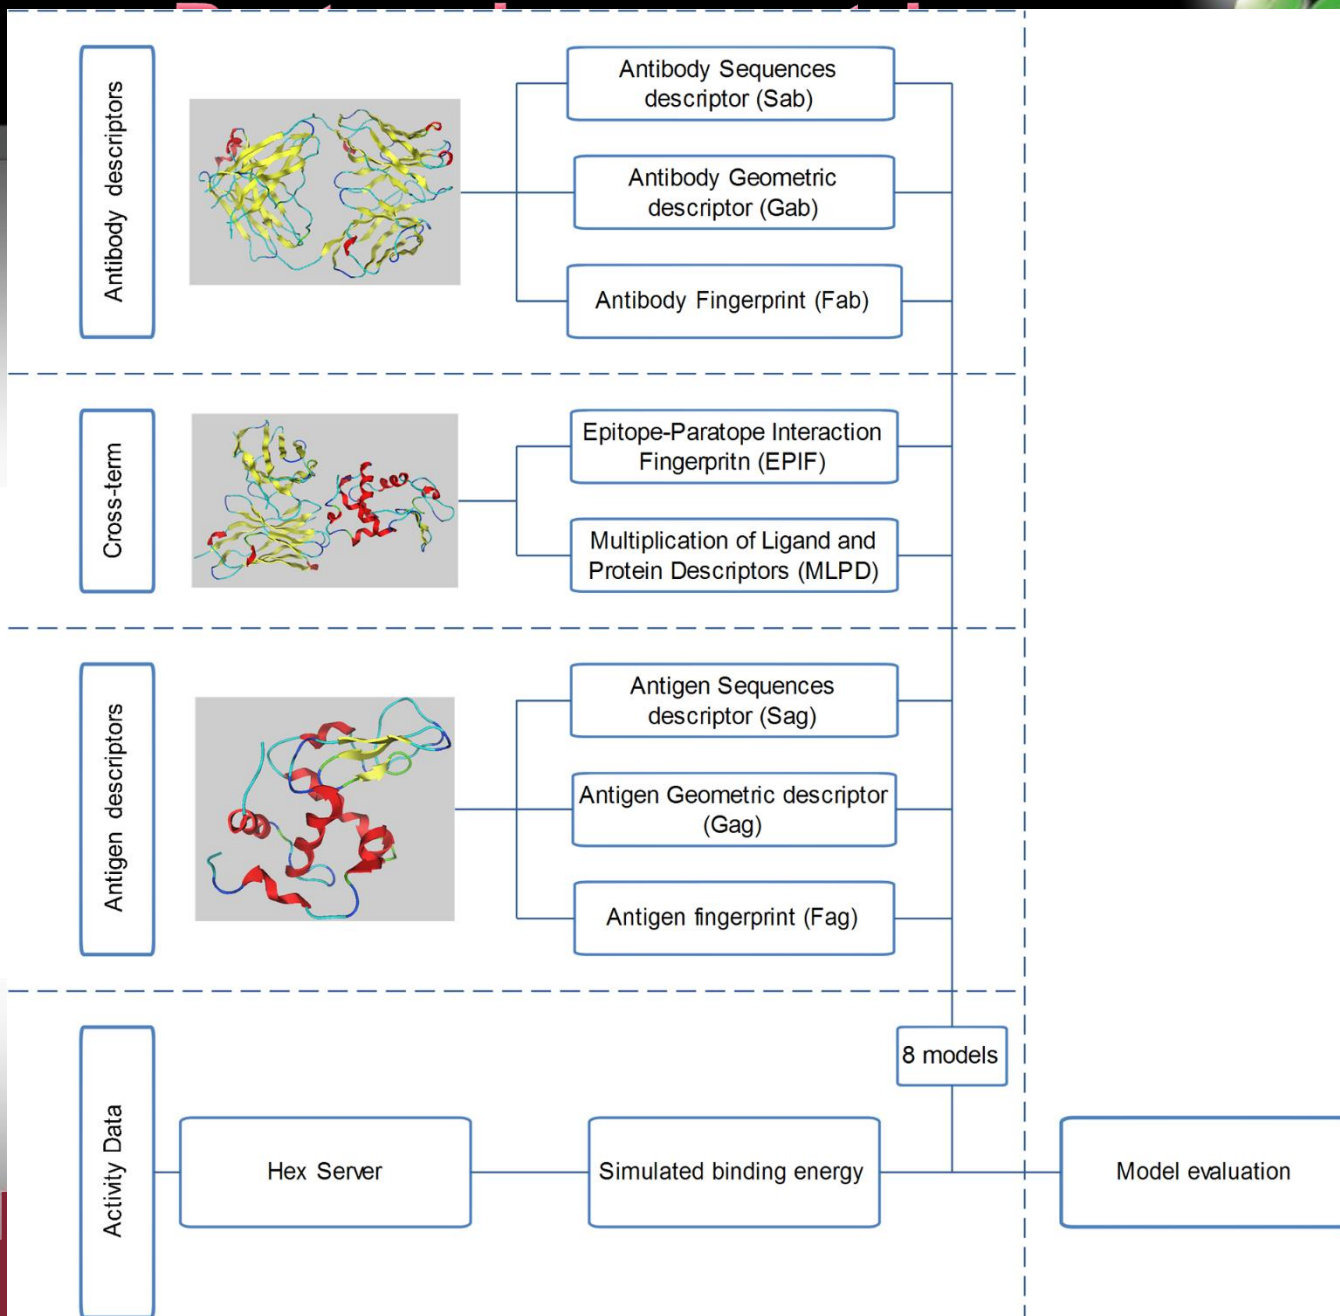 Antibody descriptors
Antibody Sequences
descriptor (Sab)
Antibody Geometric
descriptor (Gab)
Antibody Fingerprint (Fab)
Cross-term
Epitope-Paratope Interaction
Fingerpritn (EPIF)
Multiplication of Ligand and
Protein Descriptors (MLPD)
Antigen descriptors
Antigen Sequences
descriptor (Sag)
Antigen Geometric descriptor
(Gag)
Antigen fingerprint (Fag)
8 models
Activity Data
Hex Server
Simulated binding energy
Model evaluation